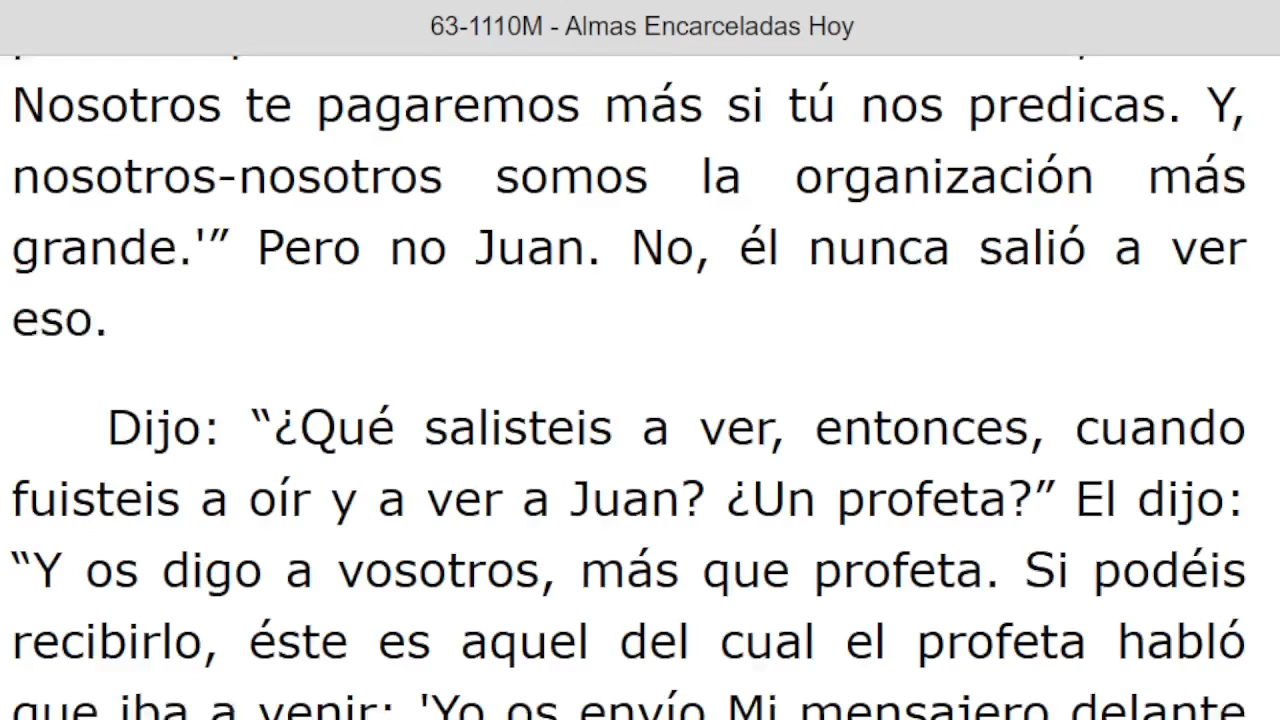 63-1110M - Almas Encarceladas Hoy
Nosotros te pagaremos más si tú nos predicas. Y,
nosotros-nosotros somos la organización más
grande.'” Pero no Juan. No, él nunca salió a ver
eso.
Dijo: “¿Qué salisteis a ver, entonces, cuando
fuisteis a oír y a ver a Juan? ¿Un profeta?” El dijo:
“Y os digo a vosotros, más que profeta. Si podéis
recibirlo, éste es aquel del cual el profeta habló
que iba a venir: 'Yo os envío Mi mensajero delante